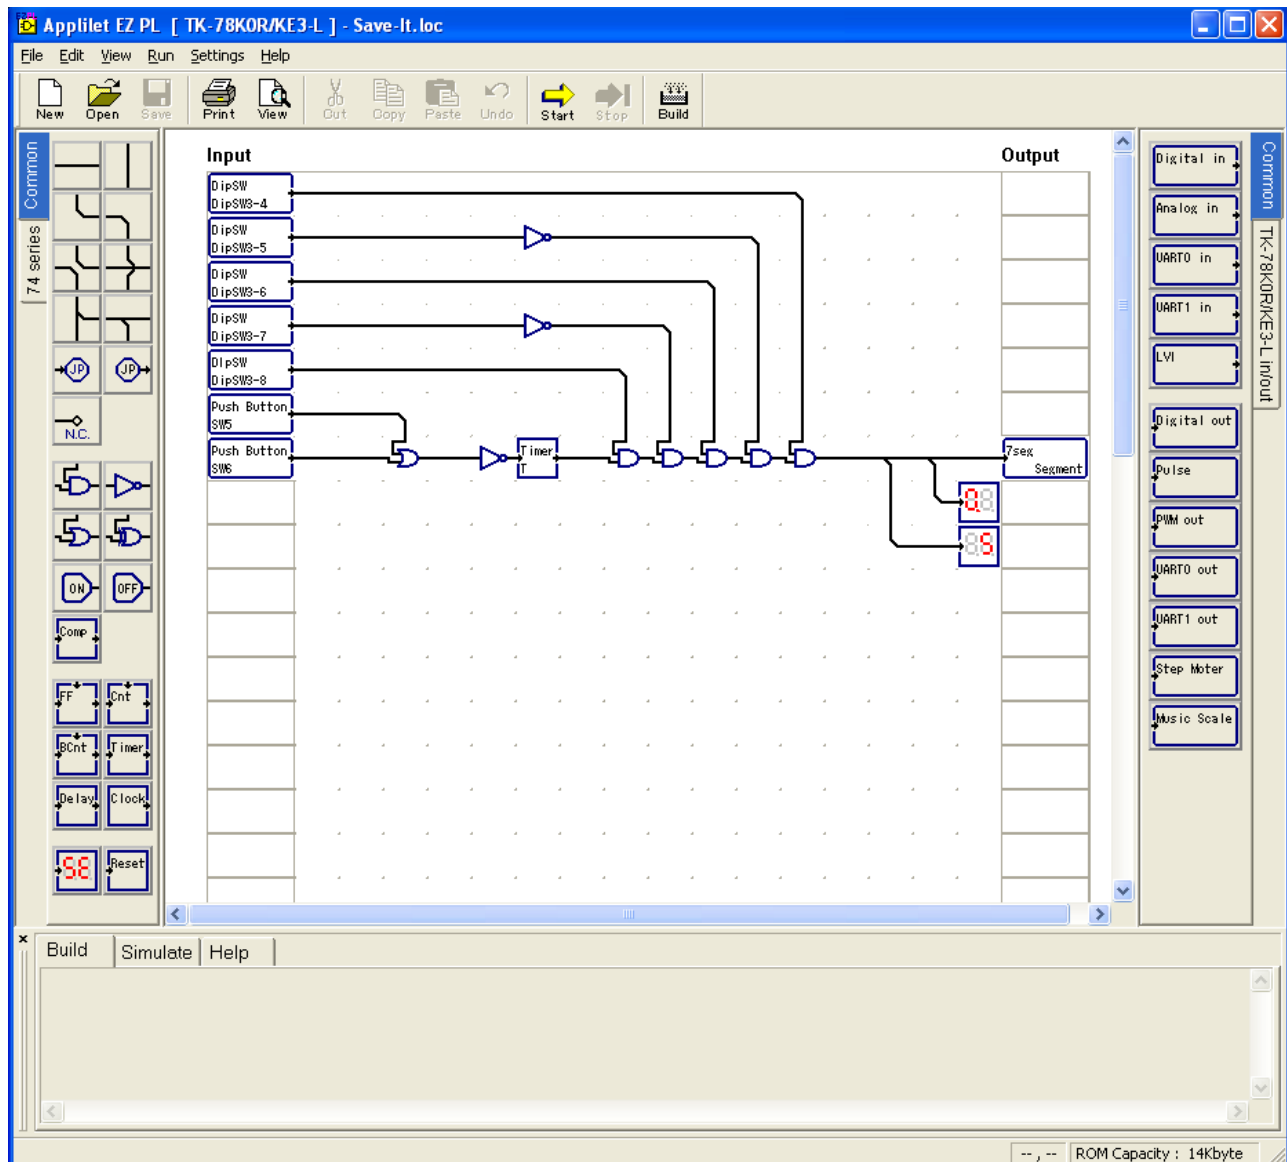 Applilet EZ PL [ TK-78K0R/KE3-L ] - Save-It.loc
File Edit View Run Settings Help
New Open Save Print View Cut Copy Paste Undo Start Stop Build
Common
74 series
JP JP
N.C.
ON OFF
Comp
FF Cnt
BCnt Timer
Delay Clock
Reset
Input
Output
DipSW
DipSW3-4
DipSW
DipSW3-5
DipSW
DipSW3-6
DipSW
DipSW3-7
DIpSW
DipSW3-8
Push Button
SW5
Push Button
SW6
Timer
T
7seg
Segment
Digital in
Analog in
UART0 in
UART1 in
LVI
Digital out
Pulse
PWM out
UART0 out
UART1 out
Step Moter
Music Scale
Common
TK-78K0R/KE3-L in/out
Build Simulate Help
-- , -- ROM Capacity : 14Kbyte